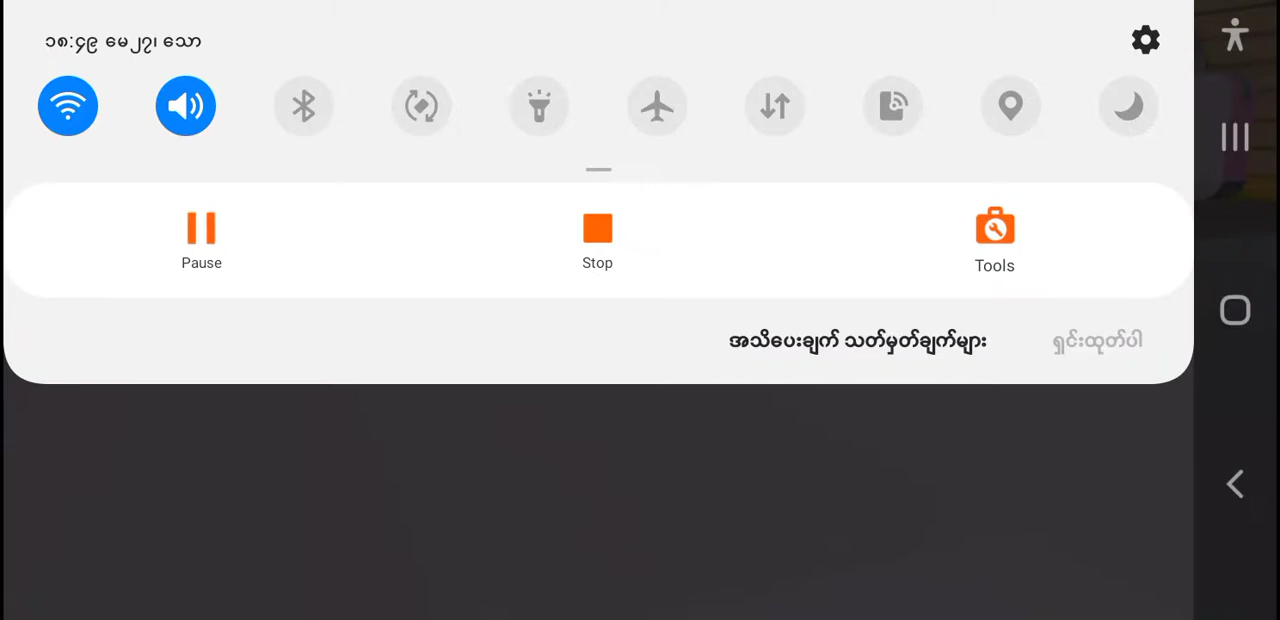 ၁၈:၄၉ မေ၂၇၊ သော
Pause
Stop
Tools
အသိပေးချက် သတ်မှတ်ချက်များ
ရှင်းထုတ်ပါ